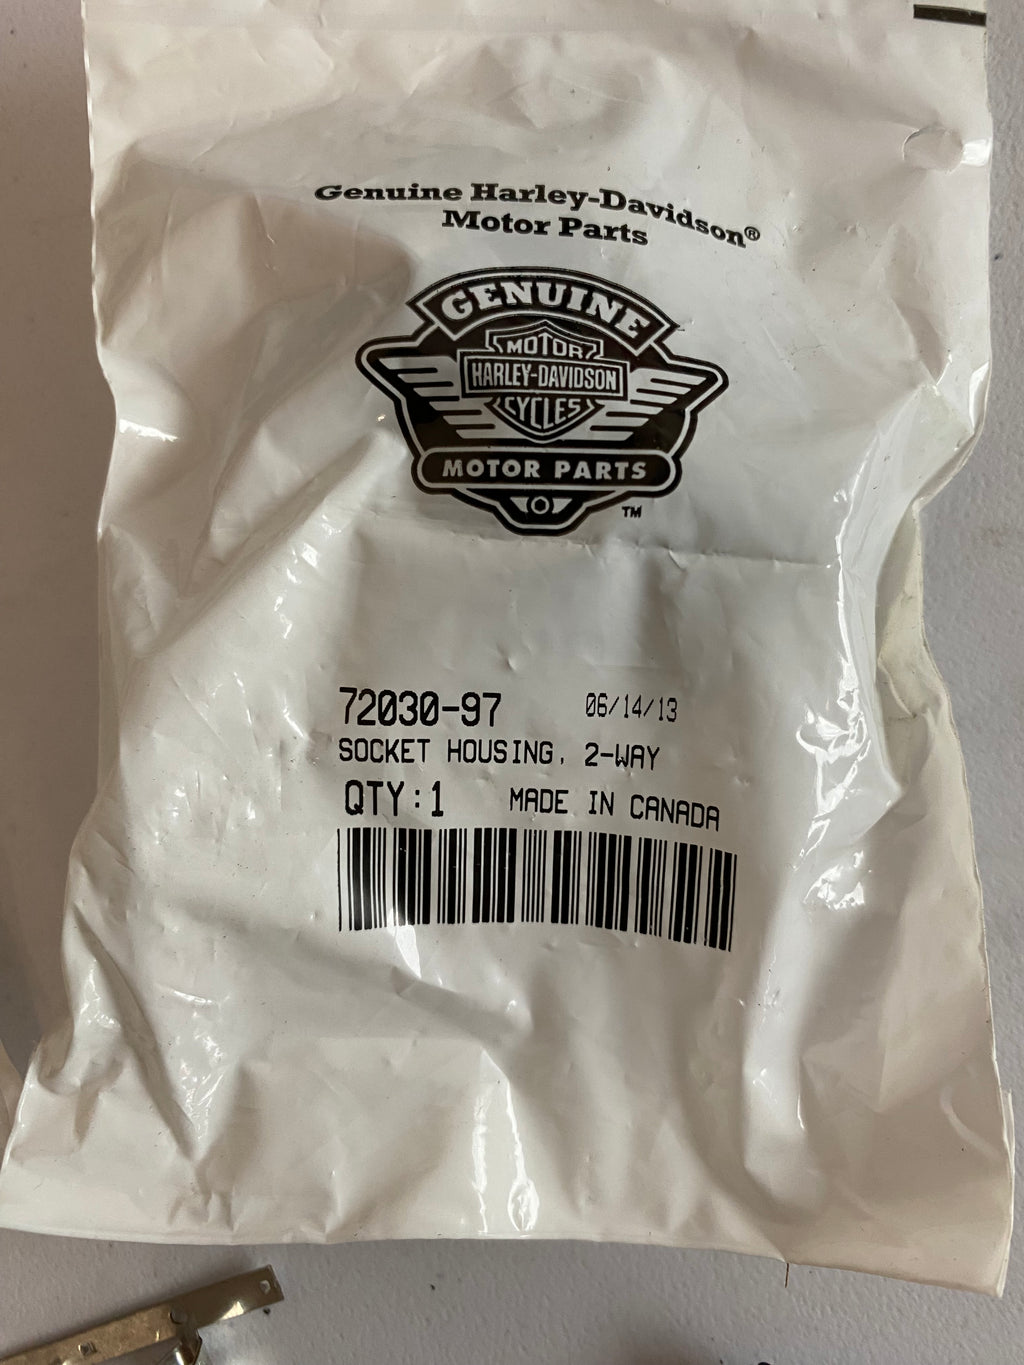 Genuine Harley-Davidson®
Motor Parts
GENUINE
MOTOR
HARLEY-DAVIDSON
CYCLES
MOTOR PARTS
TM
72030-97 06/14/13
SOCKET HOUSING, 2-WAY
QTY:1 MADE IN CANADA